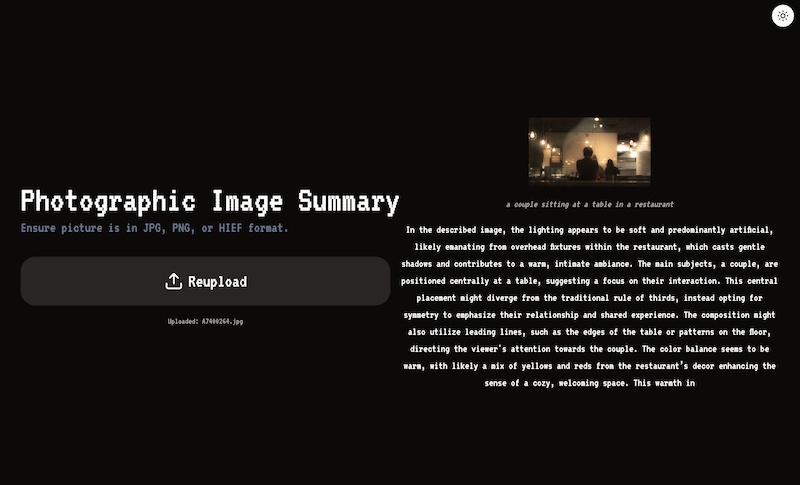 Photographic Image Summary
Ensure picture is in JPG, PNG, or HIEF format.
Reupload
Uploaded: A7400264.jpg
a couple sitting at a table in a restaurant
In the described image, the lighting appears to be soft and predominantly artificial,
likely emanating from overhead fixtures within the restaurant, which casts gentle
shadows and contributes to a warm, intimate ambiance. The main subjects, a couple, are
positioned centrally at a table, suggesting a focus on their interaction. This central
placement might diverge from the traditional rule of thirds, instead opting for
symmetry to emphasize their relationship and shared experience. The composition might
also utilize leading lines, such as the edges of the table or patterns on the floor,
directing the viewer's attention towards the couple. The color balance seems to be
warm, with likely a mix of yellows and reds from the restaurant's decor enhancing the
sense of a cozy, welcoming space. This warmth in